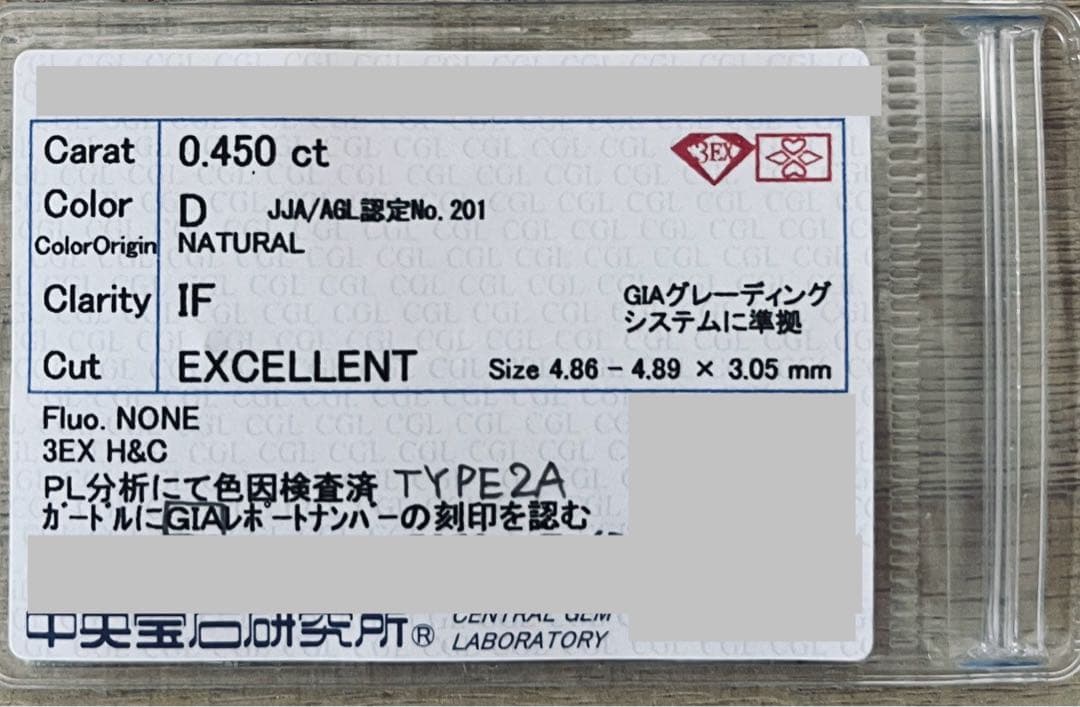 Carat 0.450 ct
3EX
Color D JJA/AGL認定No.201
ColorOrigin NATURAL
Clarity IF GIAグレーディング
システムに準拠
Cut EXCELLENT Size 4.86 - 4.89 × 3.05 mm
Fluo. NONE
3EX H&C
PL分析にて色因検査済 TYPE2A
ガードルにGIAレポートナンバーの刻印を認む
中央宝石研究所® CENTRAL GEM
LABORATORY